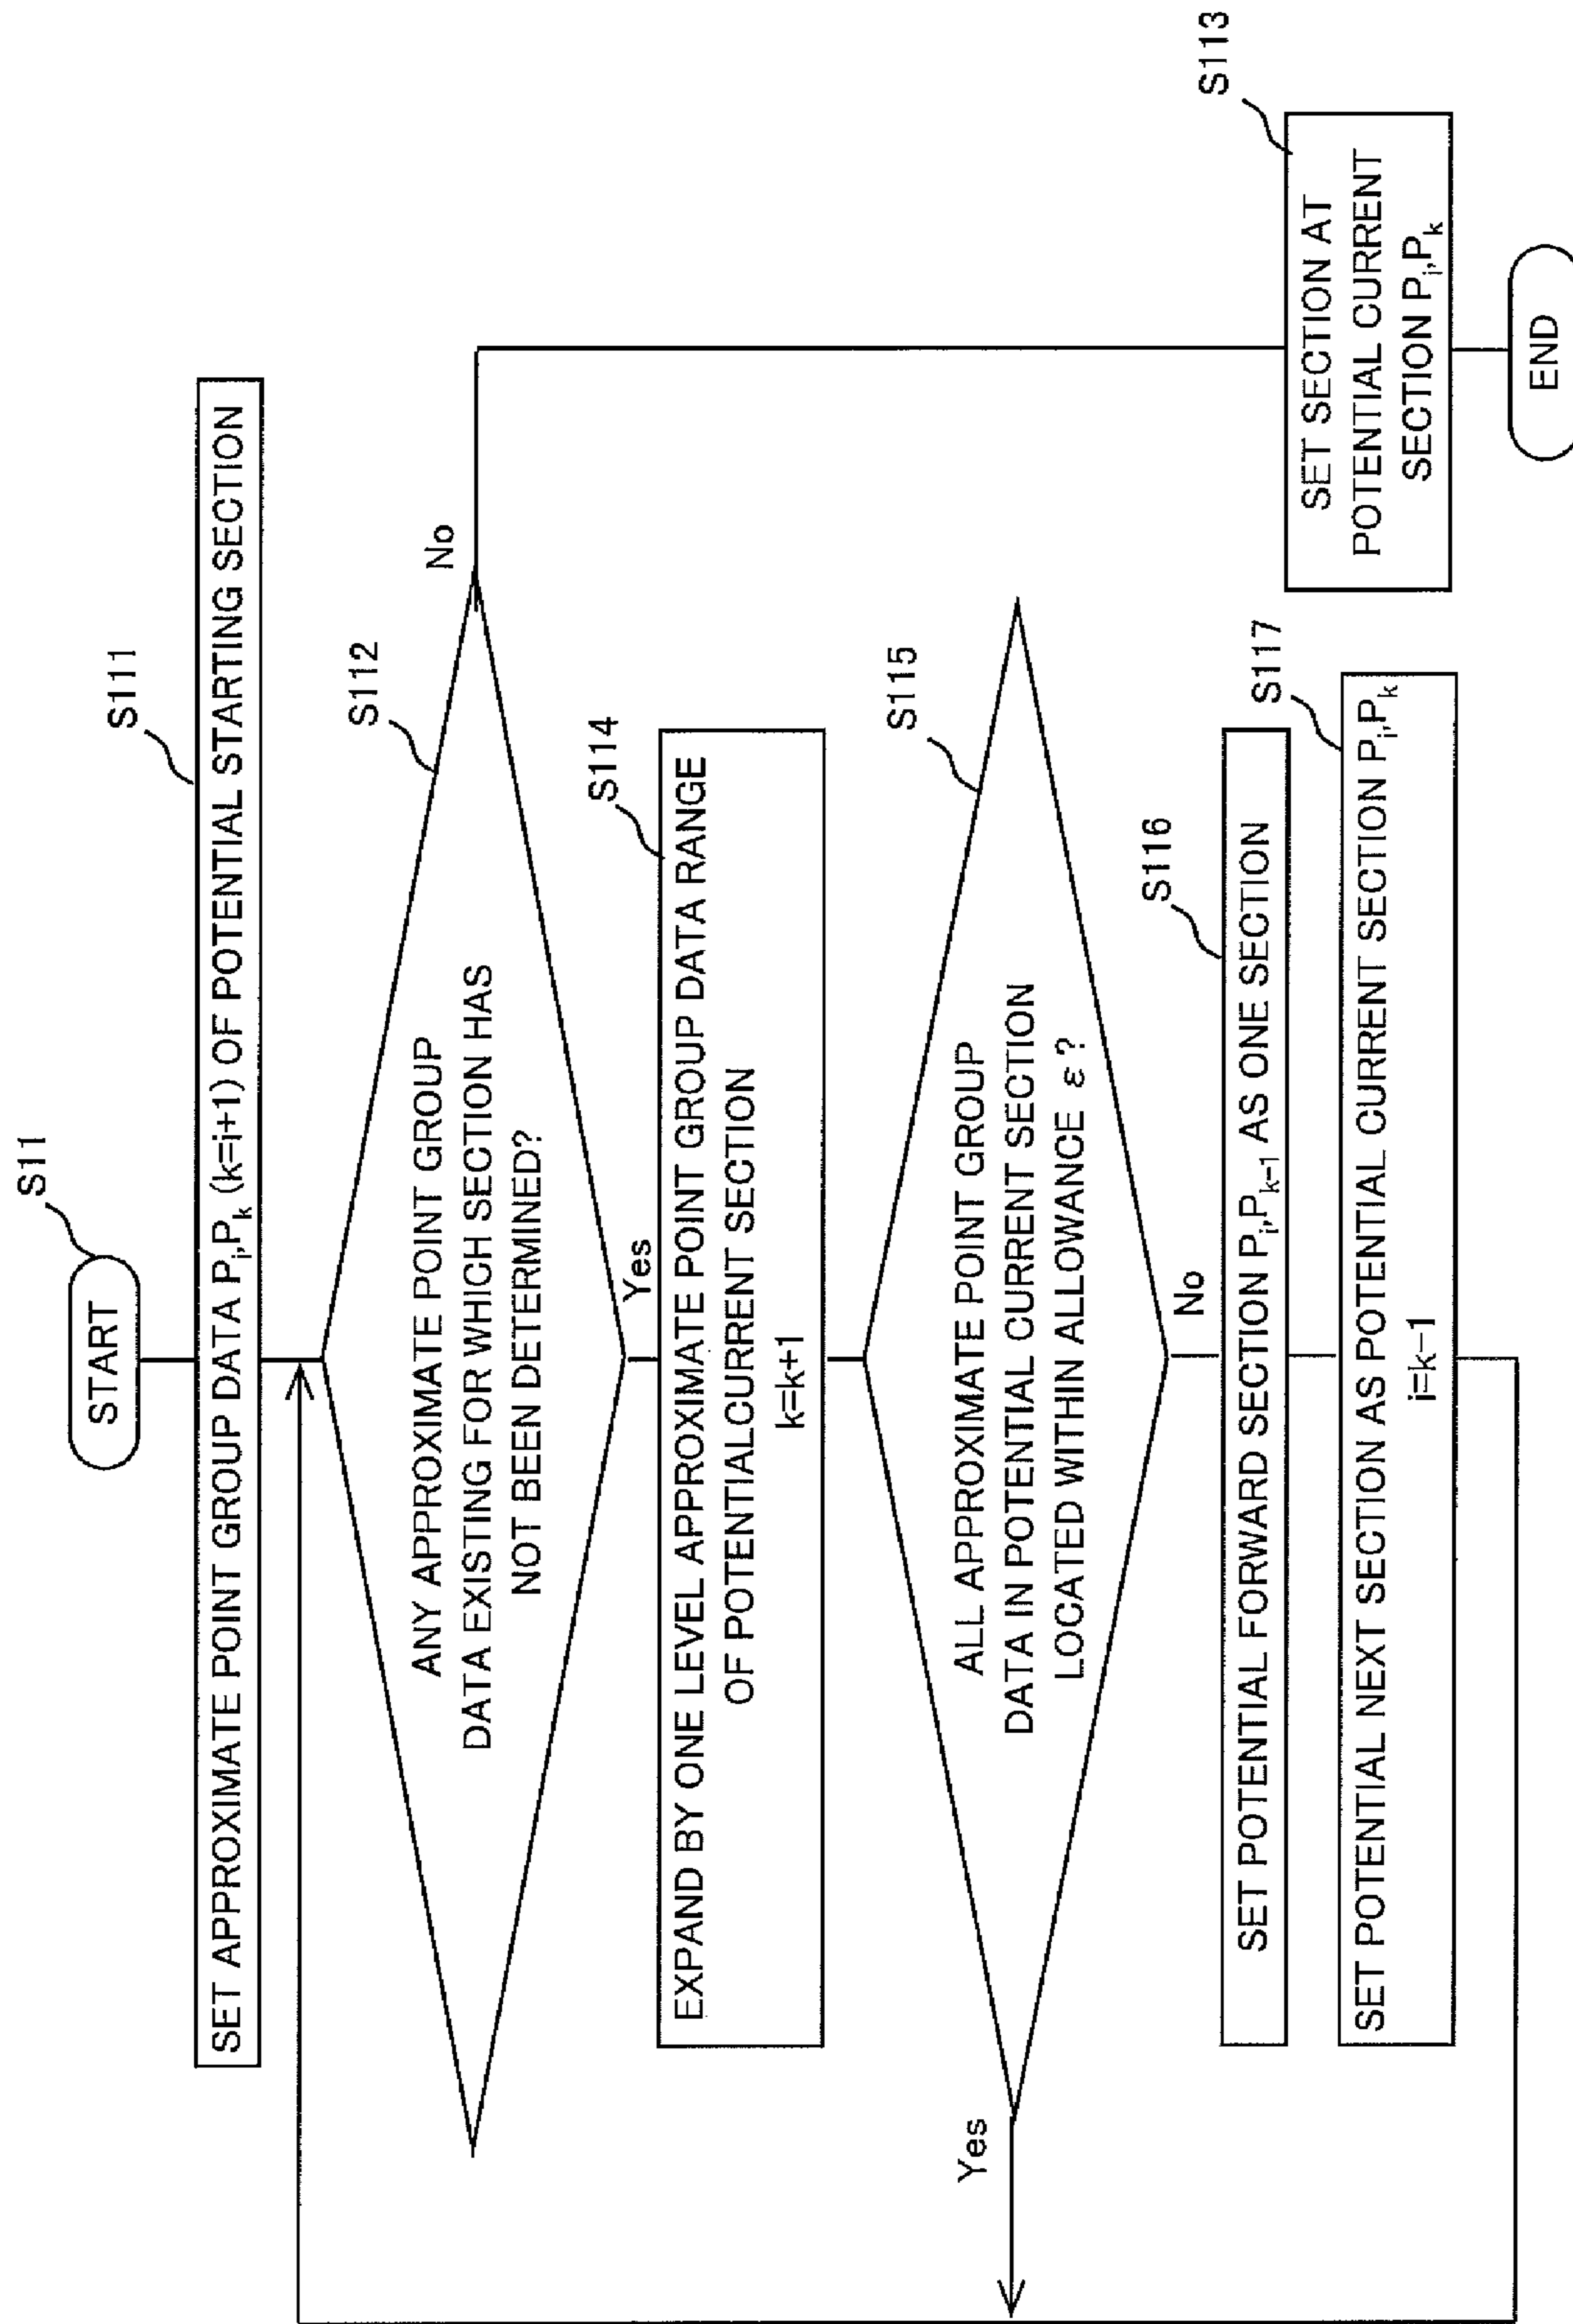 S11
START
S111
SET APPROXIMATE POINT GROUP DATA Pi,Pk (k=i+1) OF POTENTIAL STARTING SECTION
S112
ANY APPROXIMATE POINT GROUP
DATA EXISTING FOR WHICH SECTION HAS
NOT BEEN DETERMINED?
No
Yes
S113
SET SECTION AT
POTENTIAL CURRENT
SECTION Pi,Pk
END
S114
EXPAND BY ONE LEVEL APPROXIMATE POINT GROUP DATA RANGE
OF POTENTIALCURRENT SECTION
k=k+1
S115
ALL APPROXIMATE POINT GROUP
DATA IN POTENTIAL CURRENT SECTION
LOCATED WITHIN ALLOWANCE ε?
Yes
No
S116
SET POTENTIAL FORWARD SECTION Pi,Pk-1 AS ONE SECTION
S117
SET POTENTIAL NEXT SECTION AS POTENTIAL CURRENT SECTION Pi,Pk
i=k-1